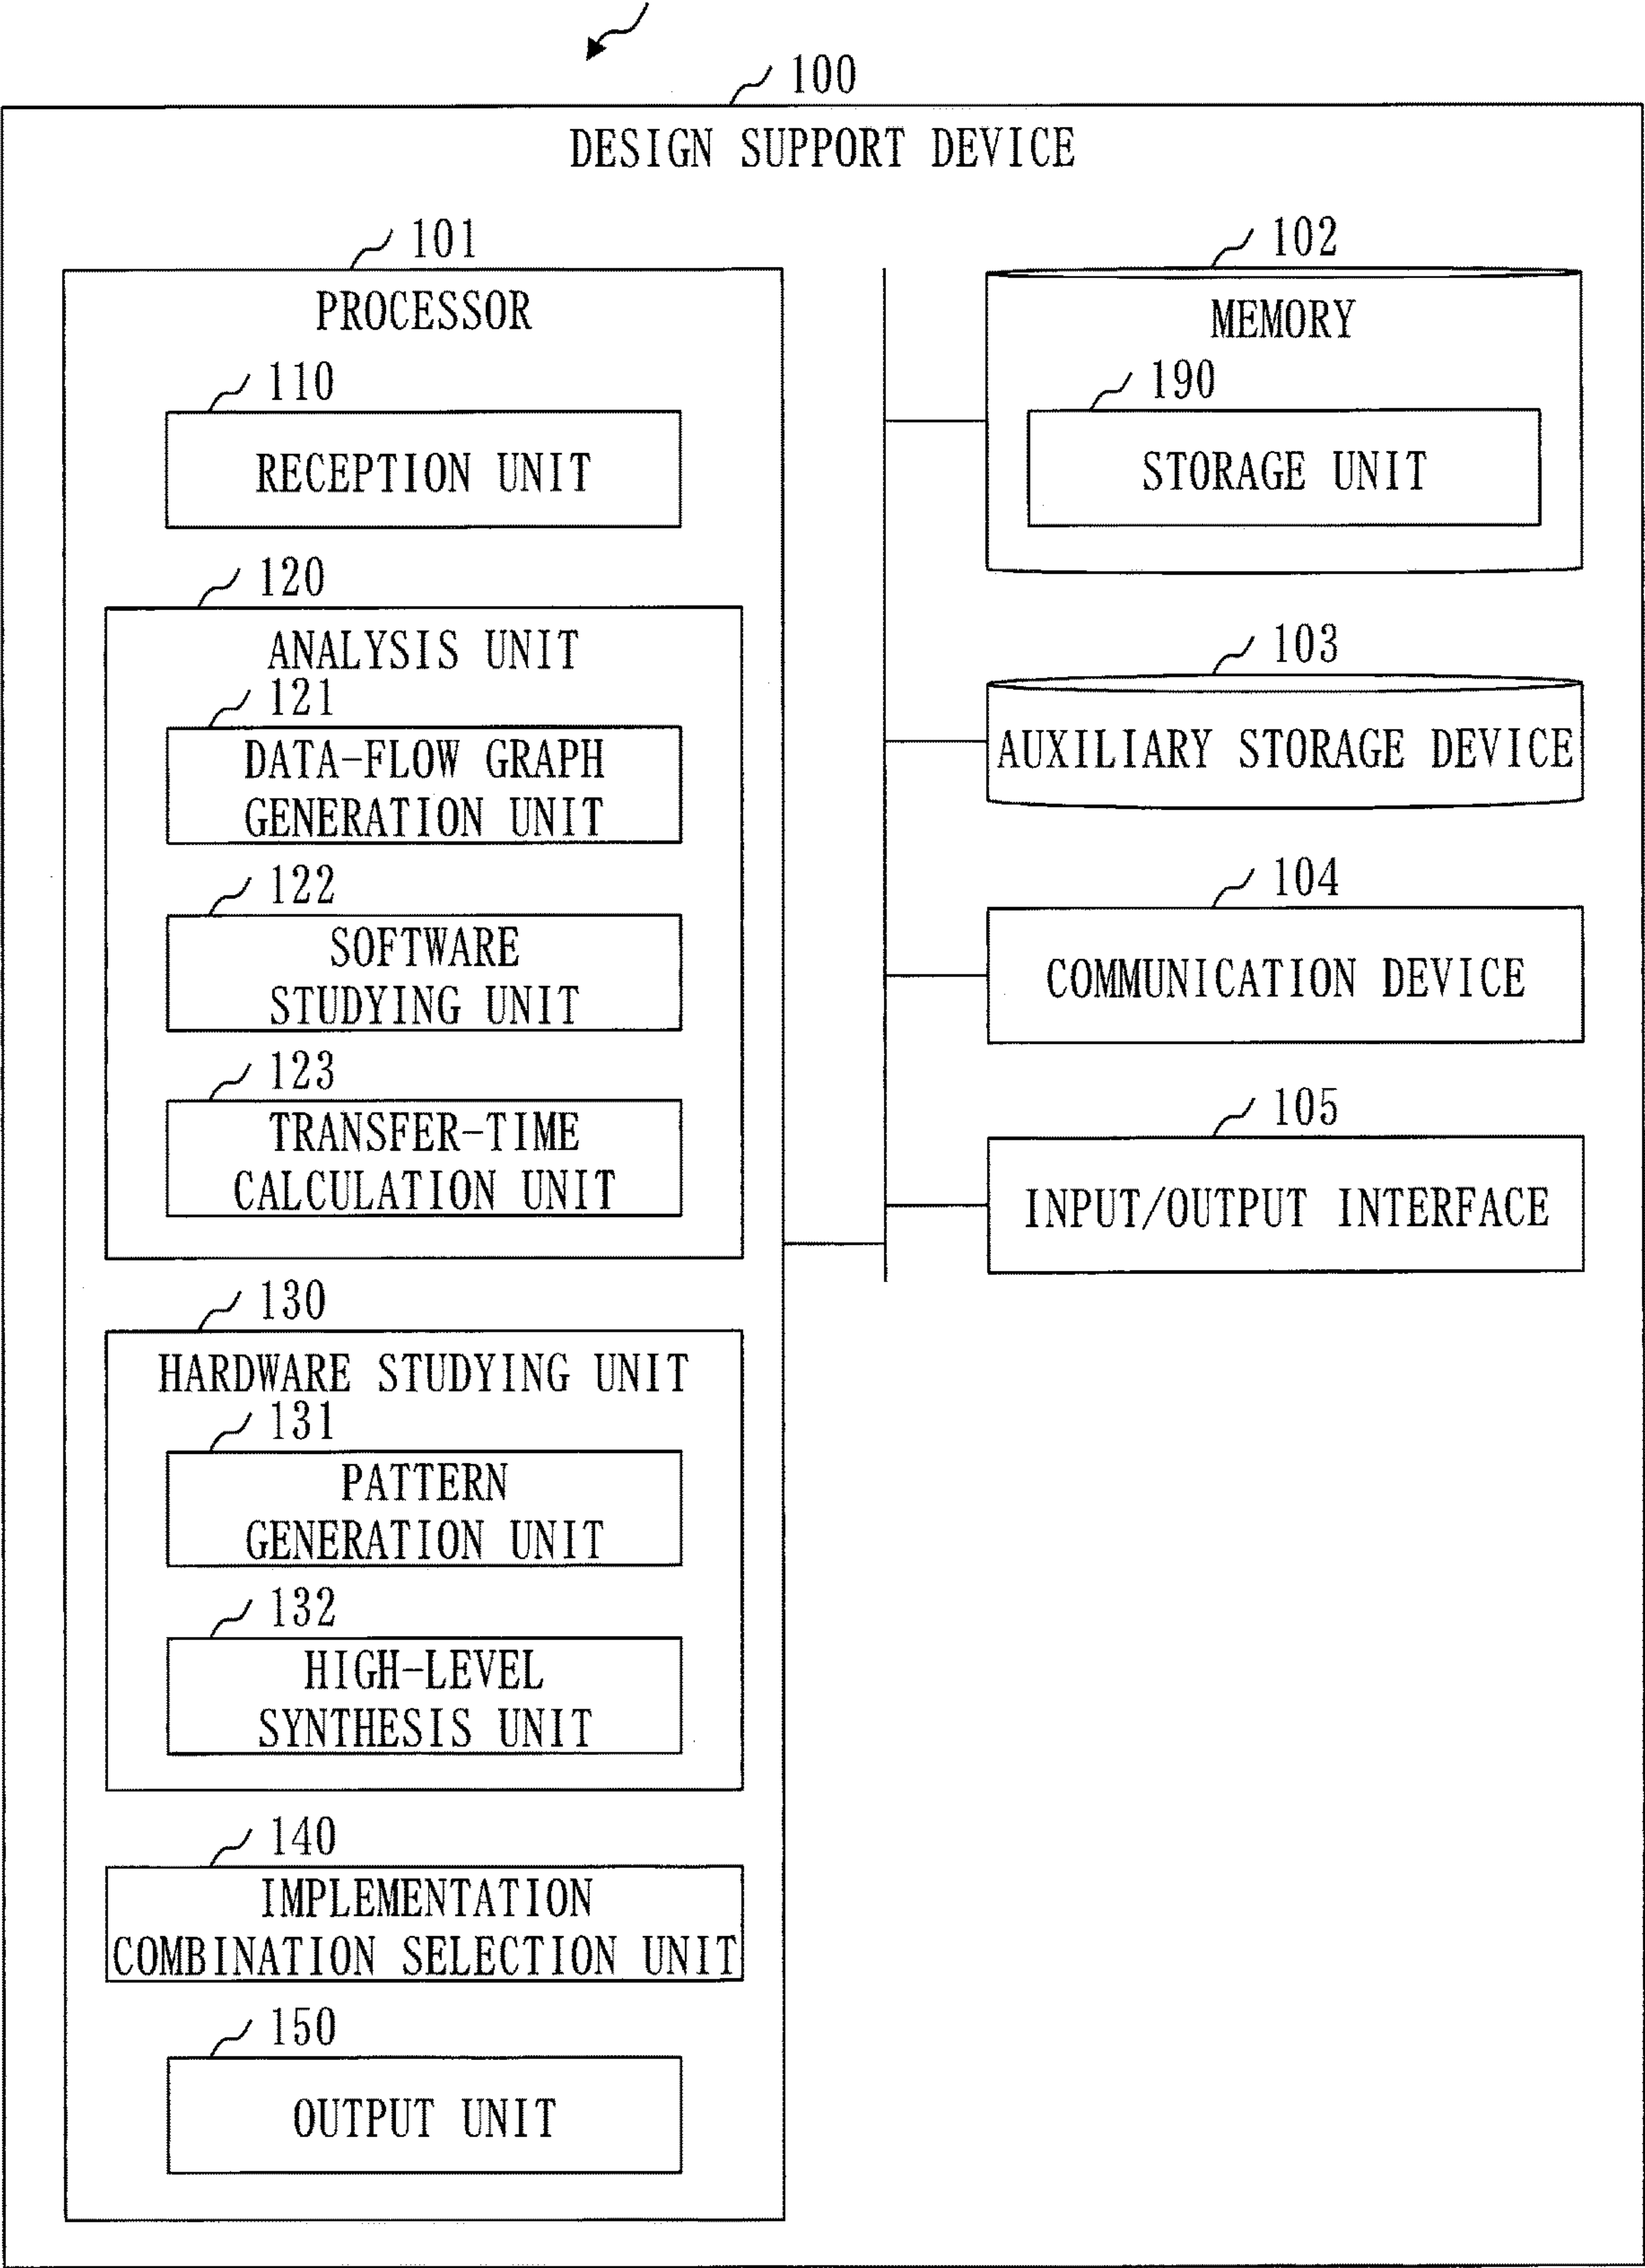 100
DESIGN SUPPORT DEVICE
101
PROCESSOR
110
RECEPTION UNIT
120
ANALYSIS UNIT
121
DATA-FLOW GRAPH
GENERATION UNIT
122
SOFTWARE
STUDYING UNIT
123
TRANSFER-TIME
CALCULATION UNIT
130
HARDWARE STUDYING UNIT
131
PATTERN
GENERATION UNIT
132
HIGH-LEVEL
SYNTHESIS UNIT
140
IMPLEMENTATION
COMBINATION SELECTION UNIT
150
OUTPUT UNIT
102
MEMORY
190
STORAGE UNIT
103
AUXILIARY STORAGE DEVICE
104
COMMUNICATION DEVICE
105
INPUT/OUTPUT INTERFACE